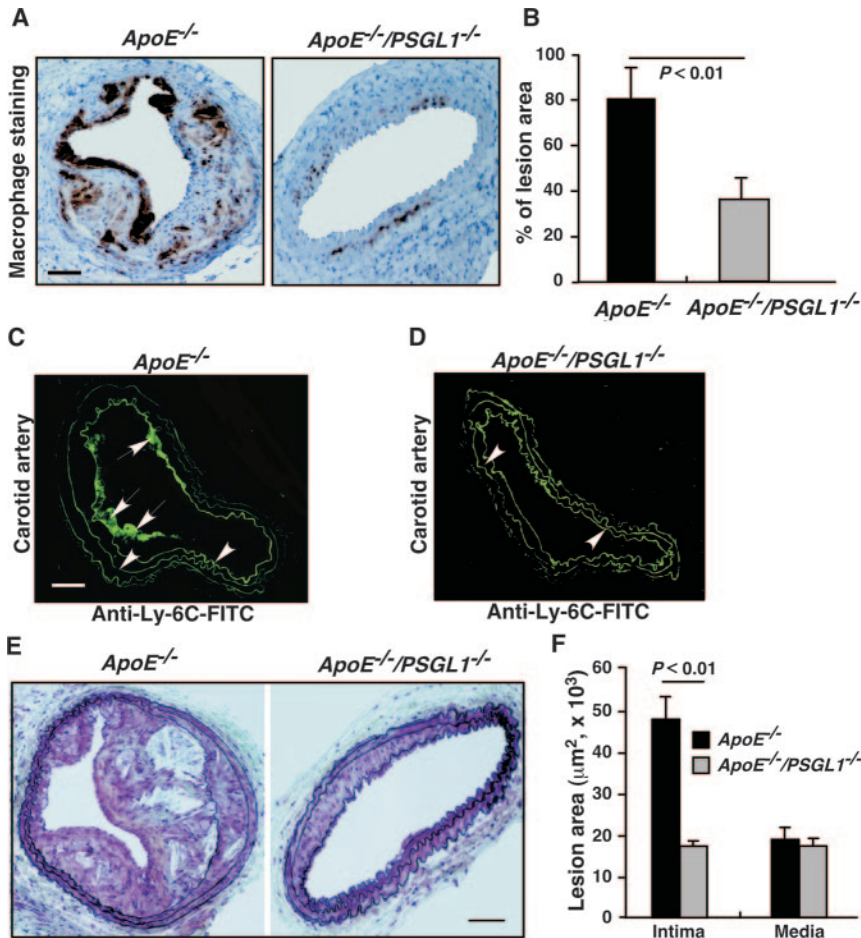 A
ApoE-/-
ApoE-/-/PSGL1-/-
Macrophage staining
B
100
80
60
40
20
0
% of lesion area
P < 0.01
ApoE-/-
ApoE-/-/PSGL1-/-
C
ApoE-/-
Carotid artery
Anti-Ly-6C-FITC
D
ApoE-/-/PSGL1-/-
Carotid artery
Anti-Ly-6C-FITC
E
ApoE-/-
ApoE-/-/PSGL1-/-
F
60
50
40
30
20
10
0
Lesion area (μm², x 10³)
P < 0.01
ApoE-/-
ApoE-/-/PSGL1-/-
Intima
Media